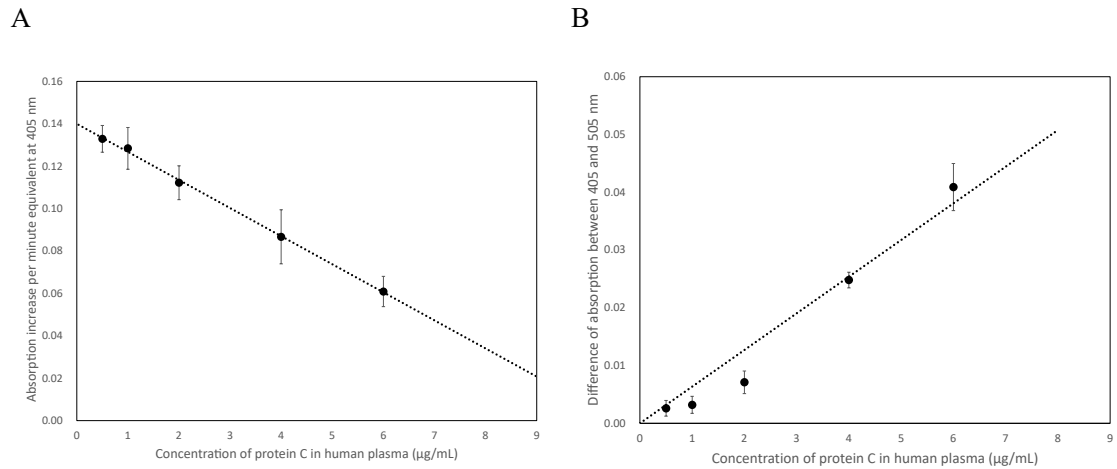 A
B
Absorption increase per minute equivalent at 405 nm
0.16
0.14
0.12
0.10
0.08
0.06
0.04
0.02
0.00
0 1 2 3 4 5 6 7 8 9
Concentration of protein C in human plasma (µg/mL)
Difference of absorption between 405 and 505 nm
0.06
0.05
0.04
0.03
0.02
0.01
0.00
0 1 2 3 4 5 6 7 8 9
Concentration of protein C in human plasma (µg/mL)